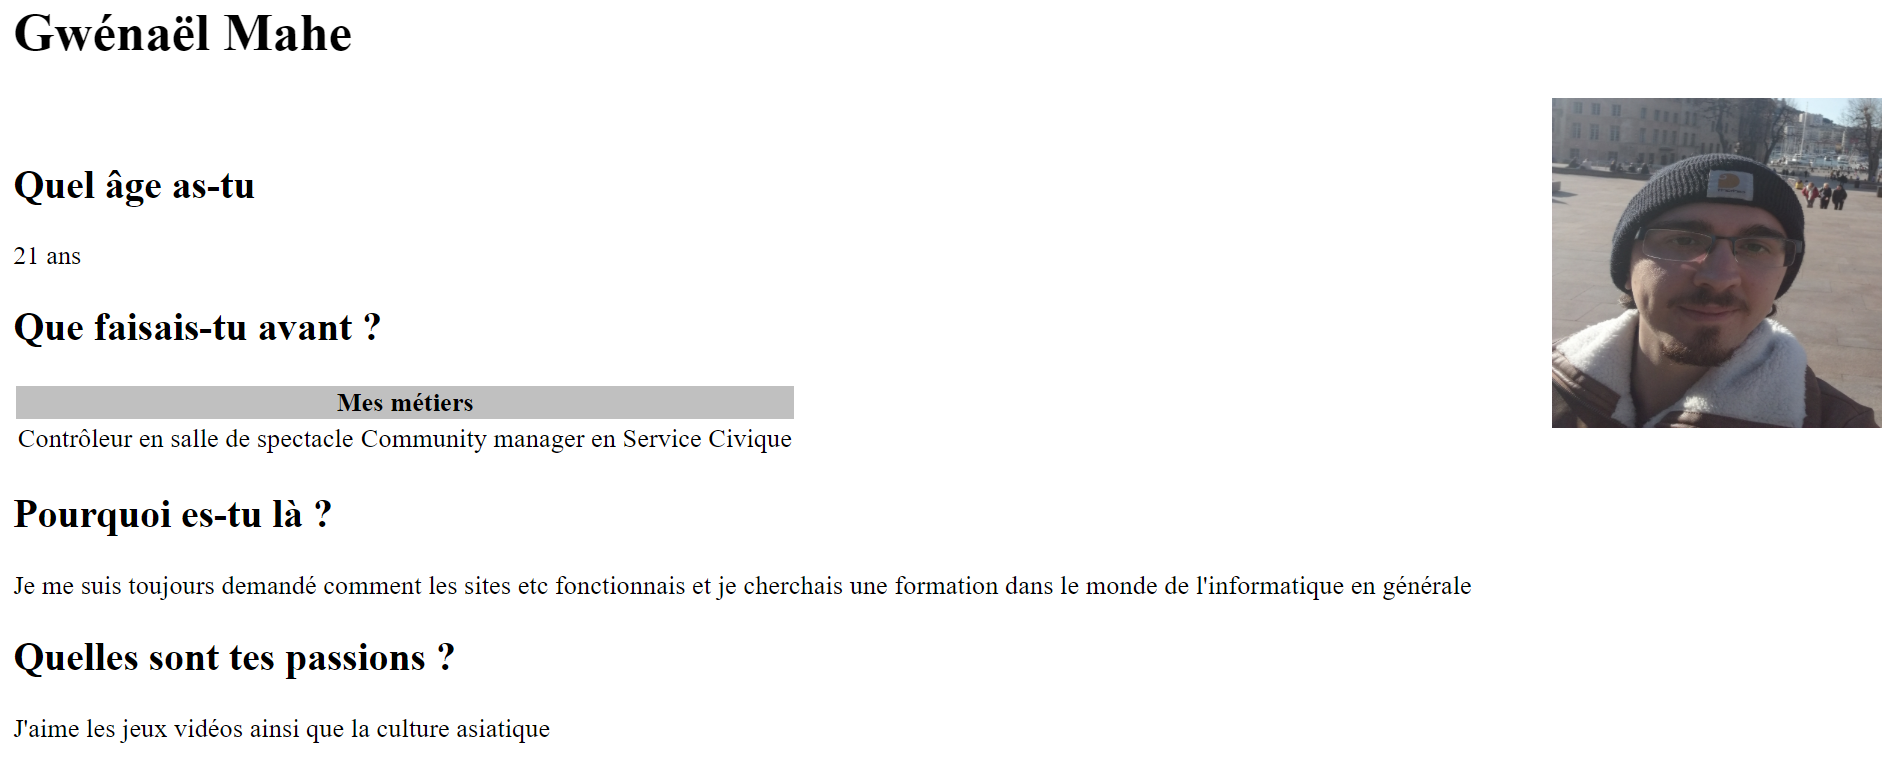 Gwénaël Mahe
Quel âge as-tu
21 ans
Que faisais-tu avant ?
Mes métiers
Contrôleur en salle de spectacle Community manager en Service Civique
Pourquoi es-tu là ?
Je me suis toujours demandé comment les sites etc fonctionnais et je cherchais une formation dans le monde de l'informatique en générale
Quelles sont tes passions ?
J'aime les jeux vidéos ainsi que la culture asiatique